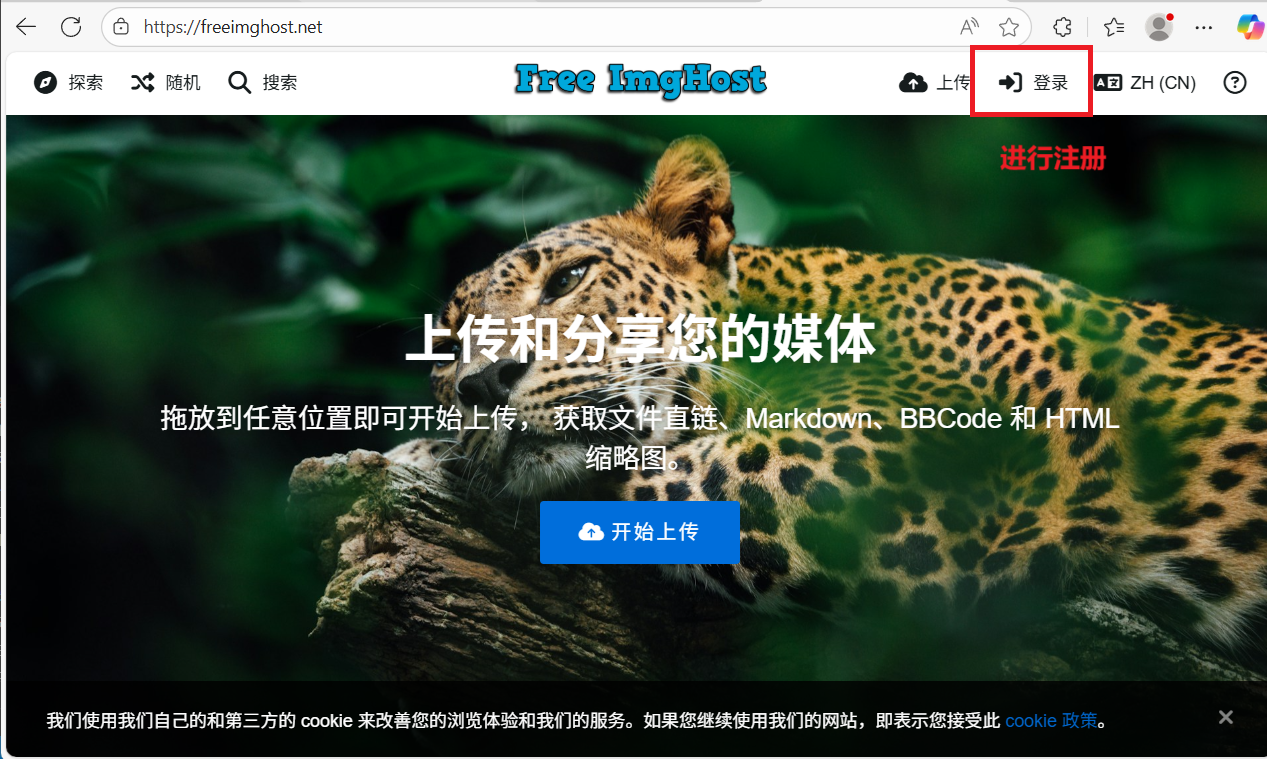 https://freeimghost.net
探索
随机
搜索
Free ImgHost
上传
登录
ZH (CN)
进行注册
上传和分享您的媒体
拖放到任意位置即可开始上传， 获取文件直链、Markdown、BBCode 和 HTML
缩略图。
开始上传
我们使用我们自己的和第三方的 cookie 来改善您的浏览体验和我们的服务。如果您继续使用我们的网站，即表示您接受此 cookie 政策。